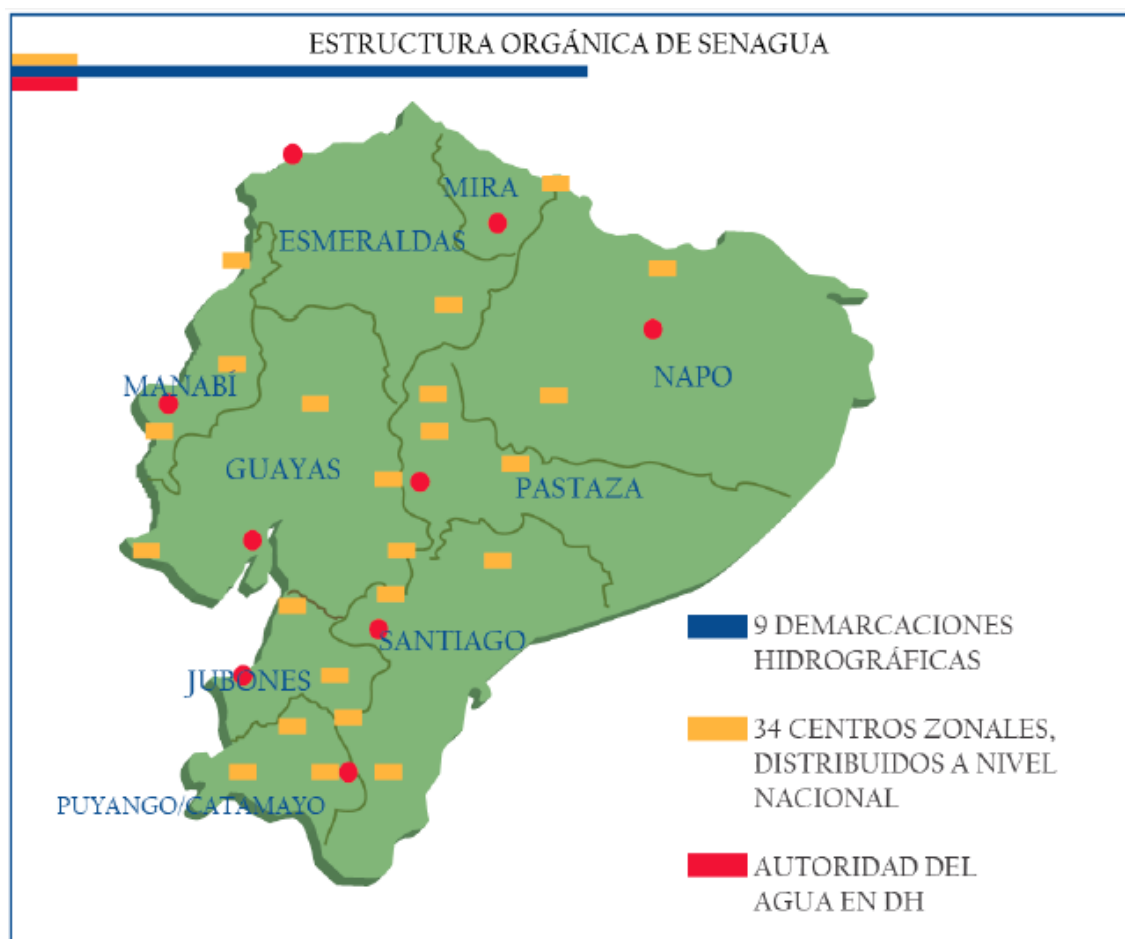 ESTRUCTURA ORGÁNICA DE SENAGUA
MIRA
ESMERALDAS
NAPO
MANABÍ
GUAYAS
PASTAZA
SANTIAGO
JUBONES
PUYANGO/CATAMAYO
9 DEMARCACIONES
HIDROGRÁFICAS
34 CENTROS ZONALES,
DISTRIBUIDOS A NIVEL
NACIONAL
AUTORIDAD DEL
AGUA EN DH